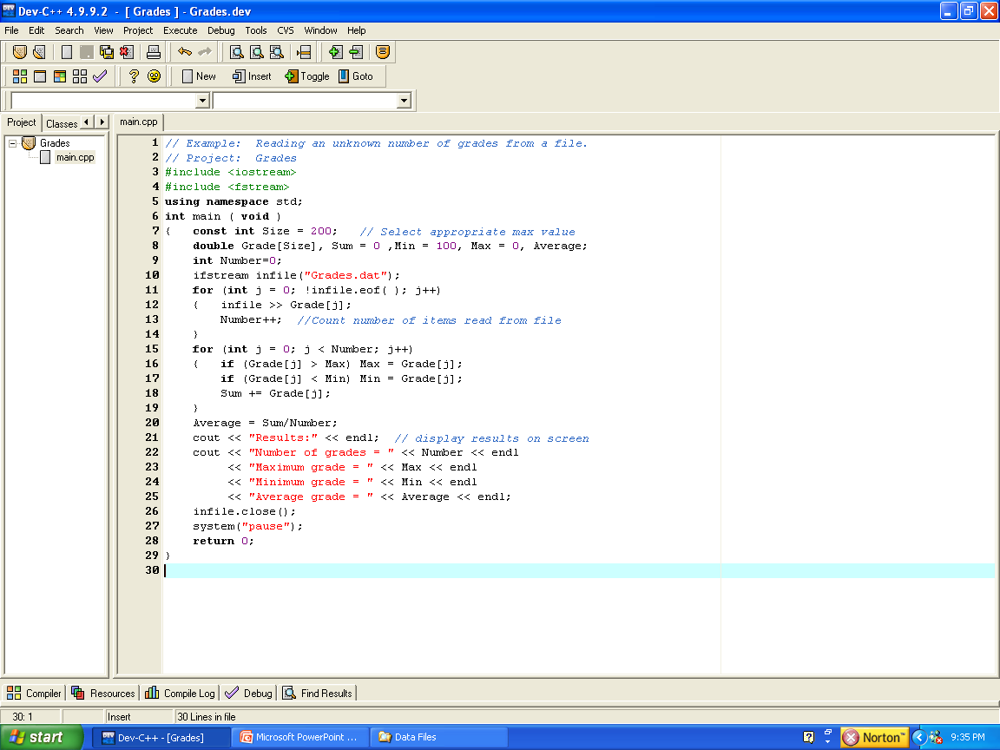 Dev-C++ 4.9.9.2 - [ Grades ] - Grades.dev
File Edit Search View Project Execute Debug Tools CVS Window Help
New Insert Toggle Goto
Project Classes main.cpp
Grades
main.cpp
1 // Example:  Reading an unknown number of grades from a file.
2 // Project:  Grades
3 #include <iostream>
4 #include <fstream>
5 using namespace std;
6 int main ( void )
7 {   const int Size = 200;   // Select appropriate max value
8     double Grade[Size], Sum = 0 ,Min = 100, Max = 0, Average;
9     int Number=0;
10     ifstream infile("Grades.dat");
11     for (int j = 0; !infile.eof( ); j++)
12     {   infile >> Grade[j];
13         Number++;  //Count number of items read from file
14     }
15     for (int j = 0; j < Number; j++)
16     {   if (Grade[j] > Max) Max = Grade[j];
17         if (Grade[j] < Min) Min = Grade[j];
18         Sum += Grade[j];
19     }
20     Average = Sum/Number;
21     cout << "Results:" << endl;  // display results on screen
22     cout << "Number of grades = " << Number << endl
23          << "Maximum grade = " << Max << endl
24          << "Minimum grade = " << Min << endl
25          << "Average grade = " << Average << endl;
26     infile.close();
27     system("pause");
28     return 0;
29 }
30
Compiler Resources Compile Log Debug Find Results
30: 1 Insert 30 Lines in file
start Dev-C++ - [Grades] Microsoft PowerPoint ... Data Files Norton™ 9:35 PM